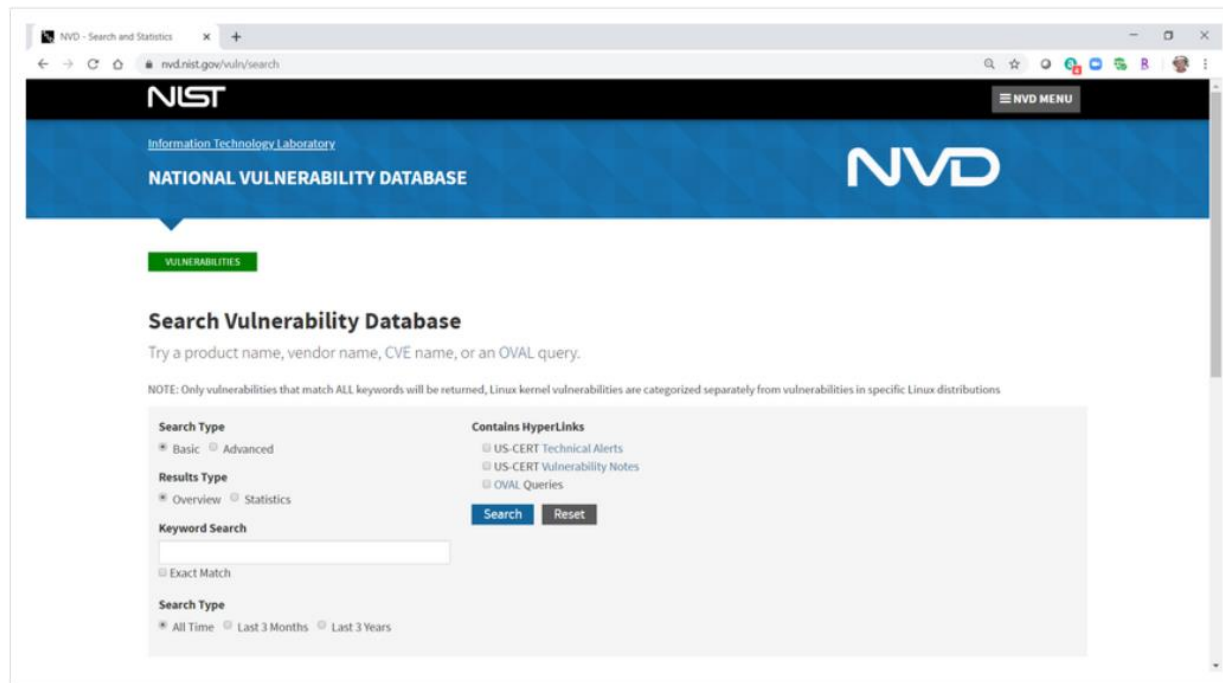 NVD - Search and Statistics
nvd.nist.gov/vuln/search
NIST
NVD MENU
Information Technology Laboratory
NATIONAL VULNERABILITY DATABASE
NVD
VULNERABILITIES
Search Vulnerability Database
Try a product name, vendor name, CVE name, or an OVAL query.
NOTE: Only vulnerabilities that match ALL keywords will be returned, Linux kernel vulnerabilities are categorized separately from vulnerabilities in specific Linux distributions
Search Type
Basic Advanced
Results Type
Overview Statistics
Keyword Search
Exact Match
Search Type
All Time Last 3 Months Last 3 Years
Contains HyperLinks
US-CERT Technical Alerts
US-CERT Vulnerability Notes
OVAL Queries
Search Reset